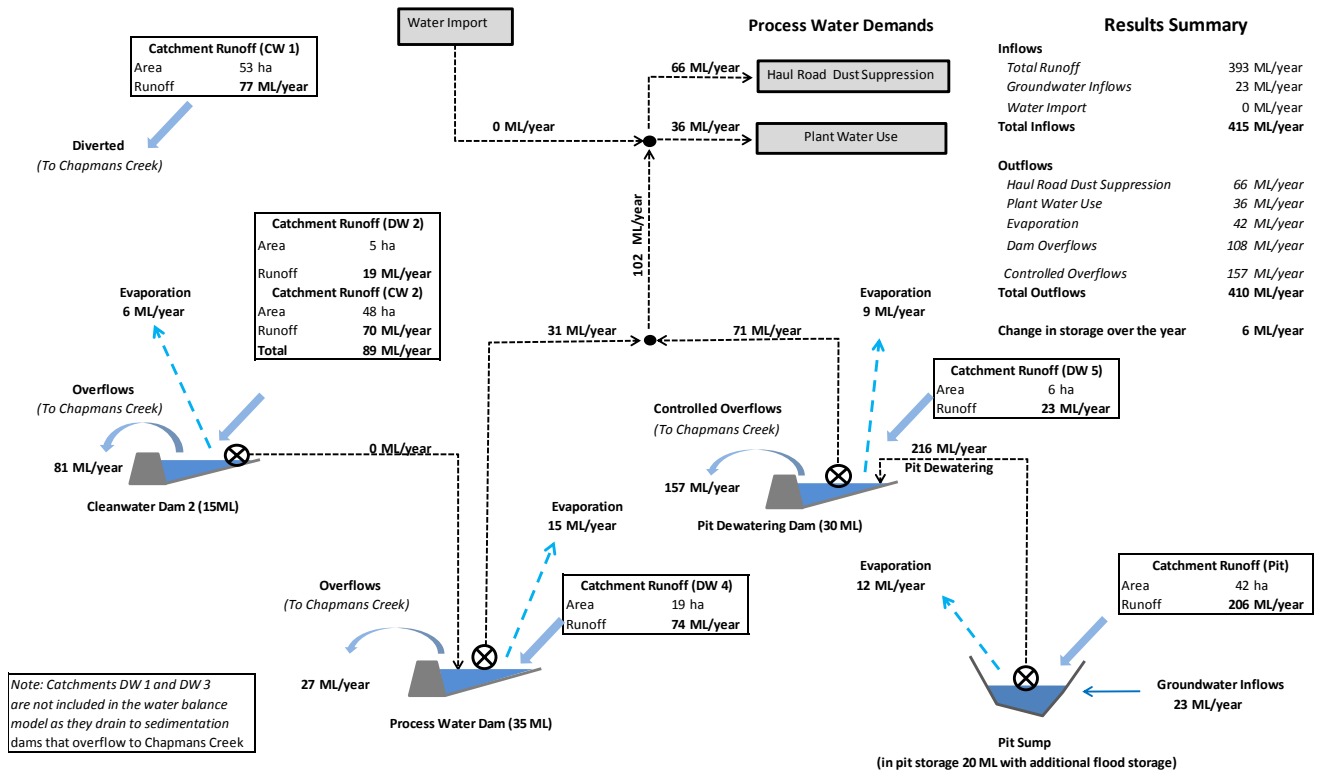 Water Import
Process Water Demands
Results Summary
Catchment Runoff (CW 1)
Area 53 ha
Runoff 77 ML/year
Diverted
(To Chapmans Creek)
0 ML/year
66 ML/year
Haul Road Dust Suppression
36 ML/year
Plant Water Use
102 ML/year
Inflows
Total Runoff 393 ML/year
Groundwater Inflows 23 ML/year
Water Import 0 ML/year
Total Inflows 415 ML/year
Outflows
Haul Road Dust Suppression 66 ML/year
Plant Water Use 36 ML/year
Evaporation 42 ML/year
Dam Overflows 108 ML/year
Controlled Overflows 157 ML/year
Total Outflows 410 ML/year
Change in storage over the year 6 ML/year
Catchment Runoff (DW 2)
Area 5 ha
Runoff 19 ML/year
Catchment Runoff (CW 2)
Area 48 ha
Runoff 70 ML/year
Total 89 ML/year
Evaporation
6 ML/year
Overflows
(To Chapmans Creek)
81 ML/year
Cleanwater Dam 2 (15ML)
0 ML/year
31 ML/year
71 ML/year
Evaporation
9 ML/year
Catchment Runoff (DW 5)
Area 6 ha
Runoff 23 ML/year
Controlled Overflows
(To Chapmans Creek)
157 ML/year
Pit Dewatering Dam (30 ML)
216 ML/year
Pit Dewatering
Evaporation
15 ML/year
Overflows
(To Chapmans Creek)
27 ML/year
Process Water Dam (35 ML)
Catchment Runoff (DW 4)
Area 19 ha
Runoff 74 ML/year
Evaporation
12 ML/year
Catchment Runoff (Pit)
Area 42 ha
Runoff 206 ML/year
Groundwater Inflows
23 ML/year
Pit Sump
(in pit storage 20 ML with additional flood storage)
Note: Catchments DW 1 and DW 3
are not included in the water balance
model as they drain to sedimentation
dams that overflow to Chapmans Creek